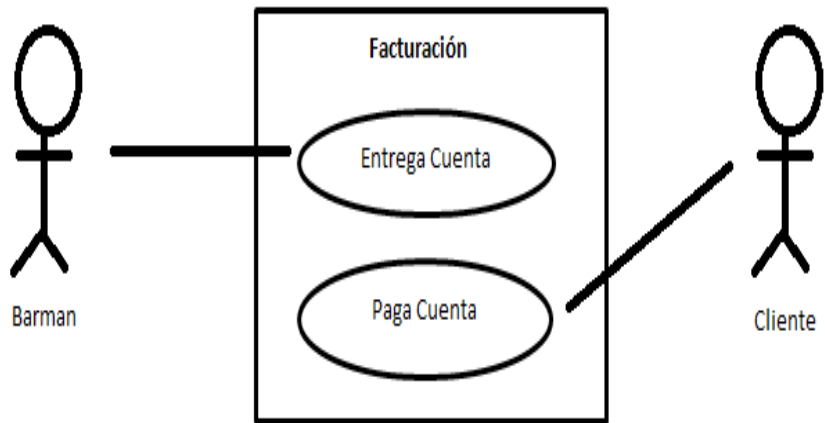 Facturación
Entrega Cuenta
Paga Cuenta
Barman
Cliente